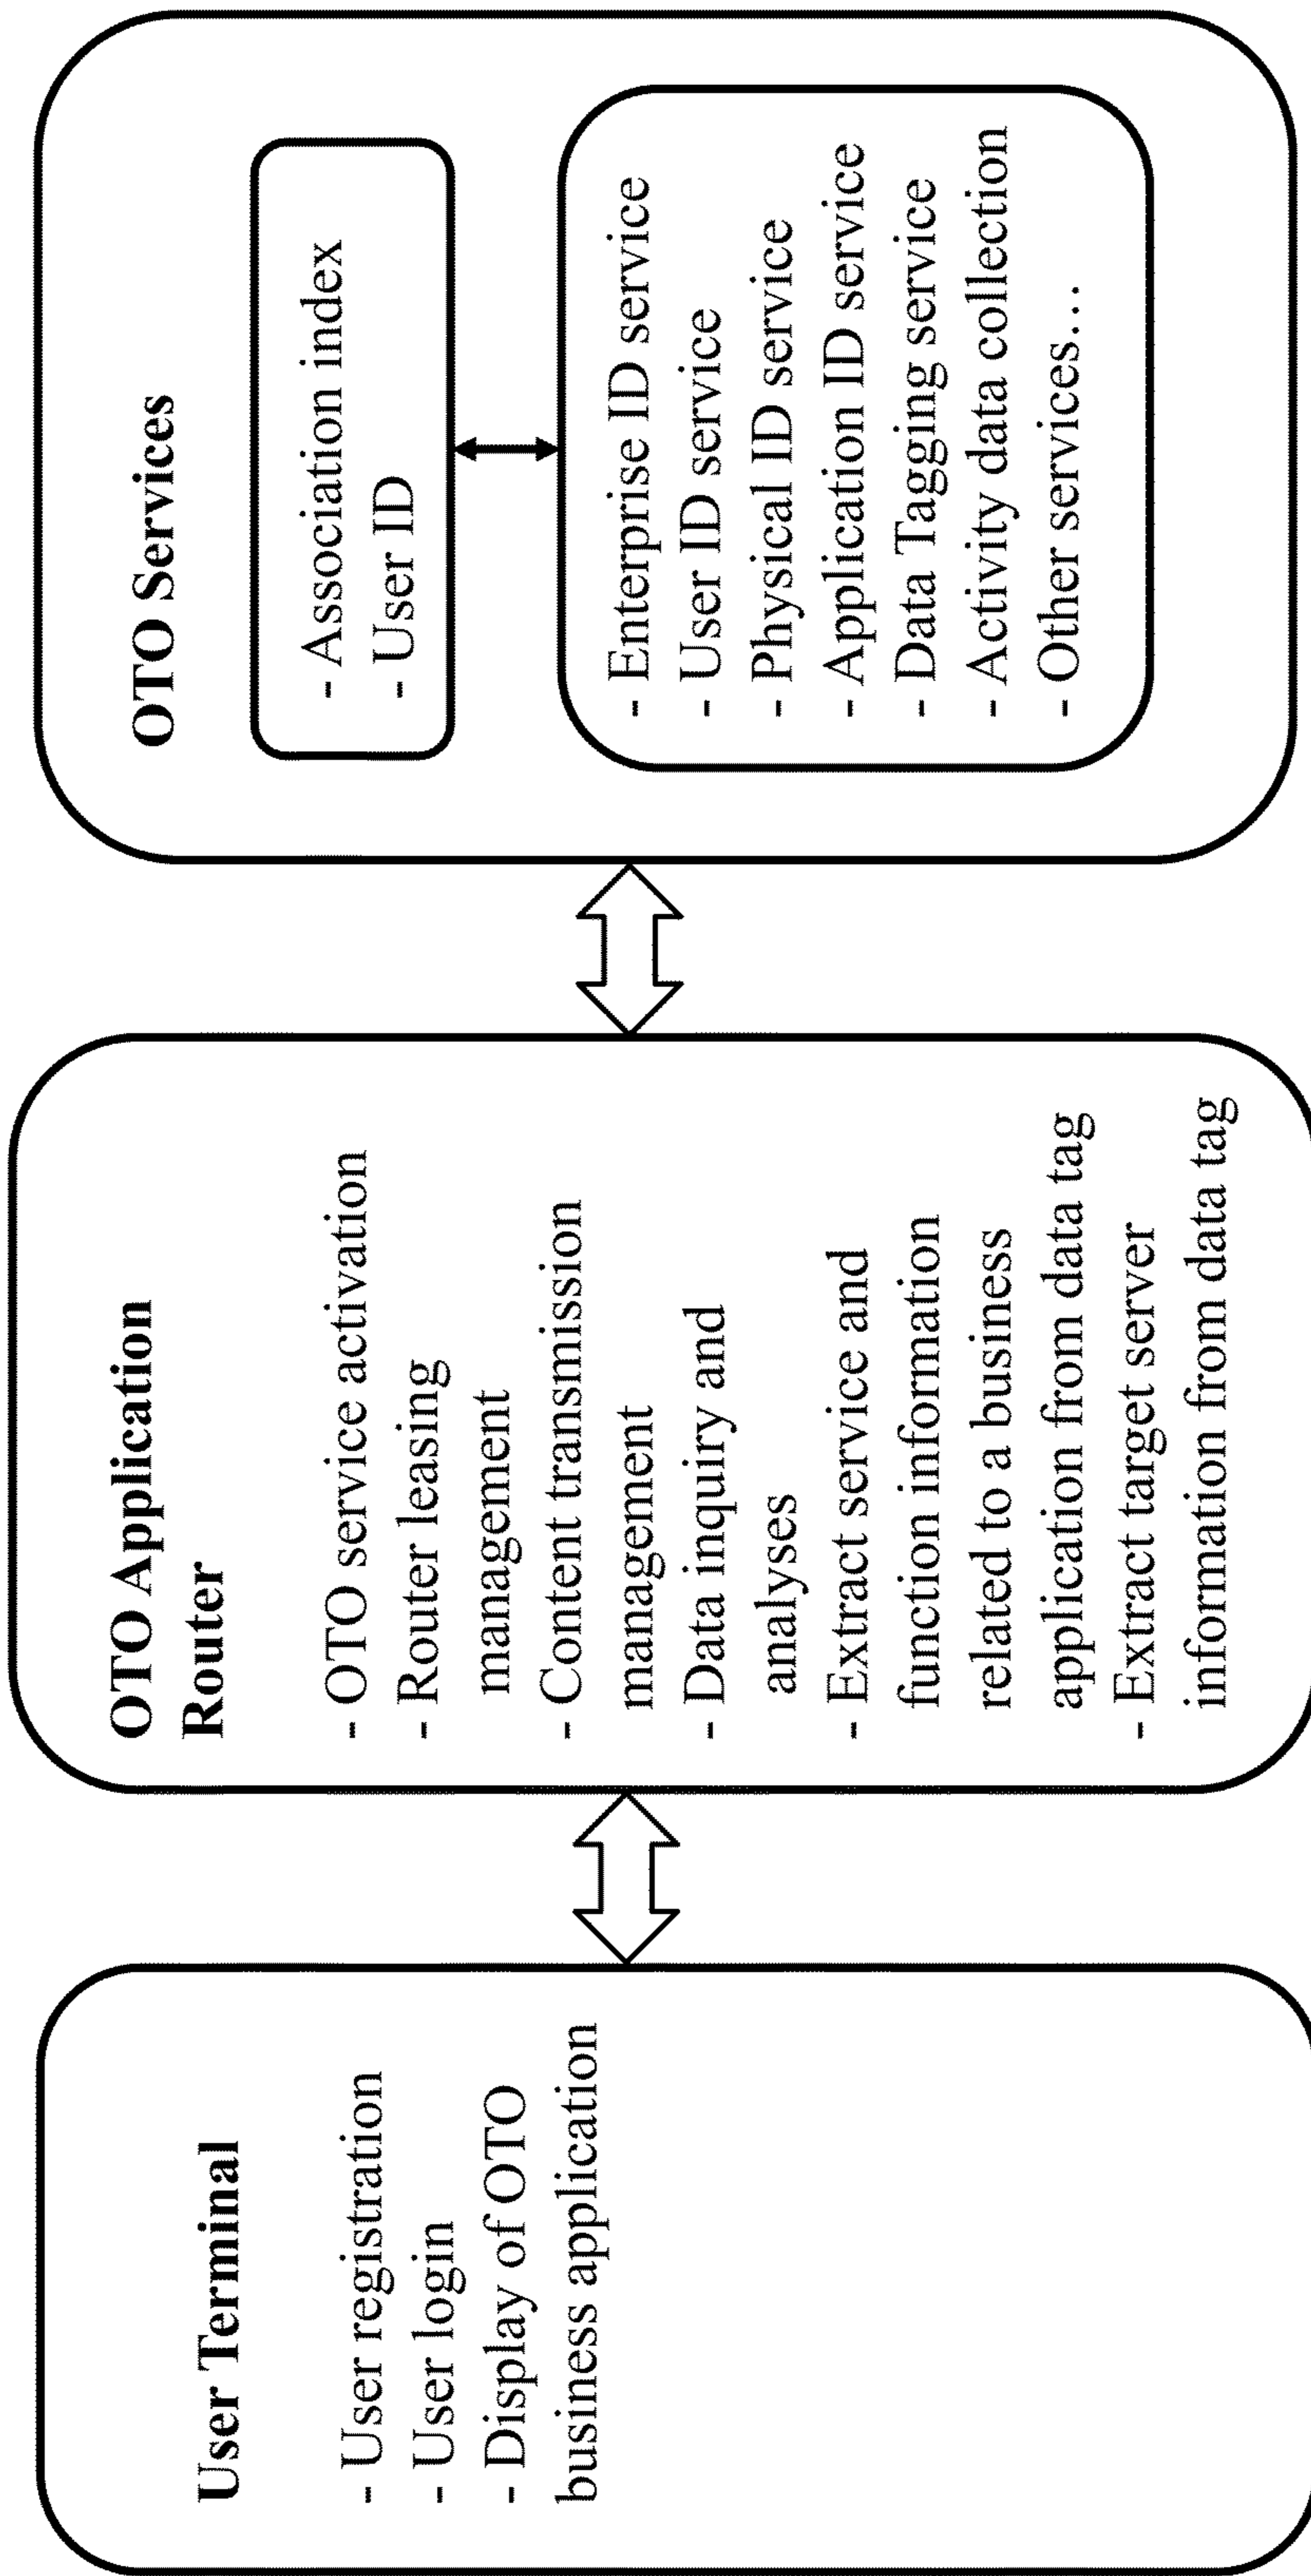 User Terminal
- User registration
- User login
- Display of OTO
business application
OTO Application
Router
- OTO service activation
- Router leasing
management
- Content transmission
management
- Data inquiry and
analyses
- Extract service and
function information
related to a business
application from data tag
- Extract target server
information from data tag
OTO Services
- Association index
- User ID
- Enterprise ID service
- User ID service
- Physical ID service
- Application ID service
- Data Tagging service
- Activity data collection
- Other services…